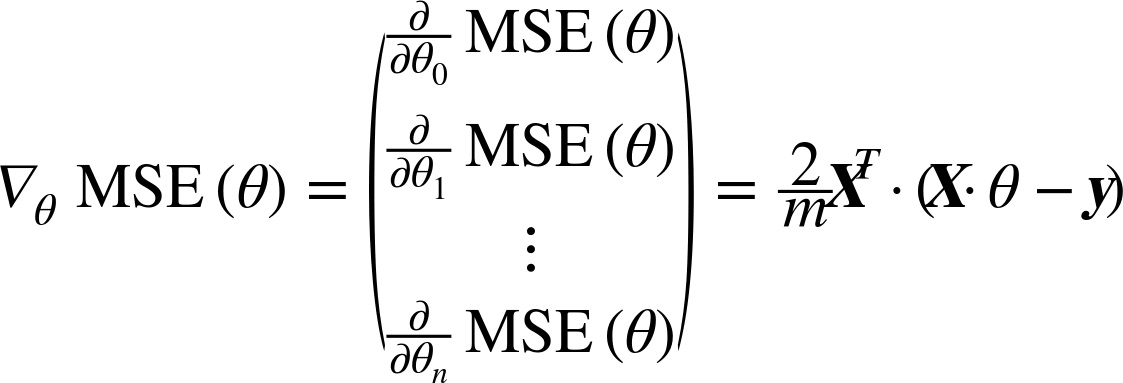 ∇θ MSE (θ) = ( ∂/∂θ₀ MSE (θ)
∂/∂θ₁ MSE (θ)
⋮
∂/∂θₙ MSE (θ) ) = 2/m Xᵀ · (X · θ − y)